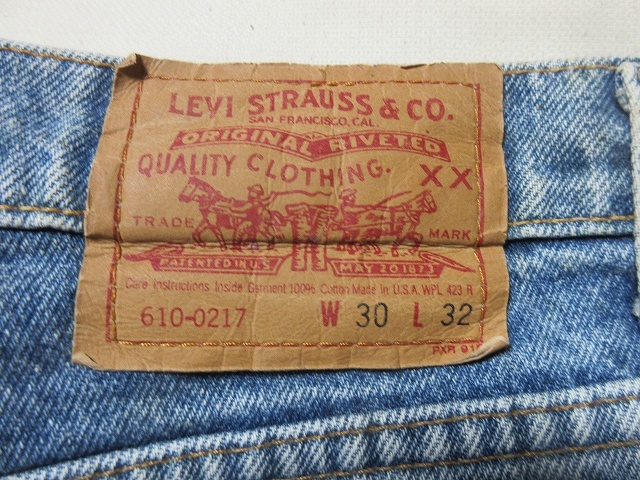 LEVI STRAUSS & CO.
SAN FRANCISCO, CAL
ORIGINAL RIVETED
QUALITY CLOTHING. XX
TRADE MARK
PATENTED IN U.S. MAY 20 1873
Care Instructions Inside Garment 100% Cotton Made in U.S.A. WPL 423 R
610-0217 W 30 L 32